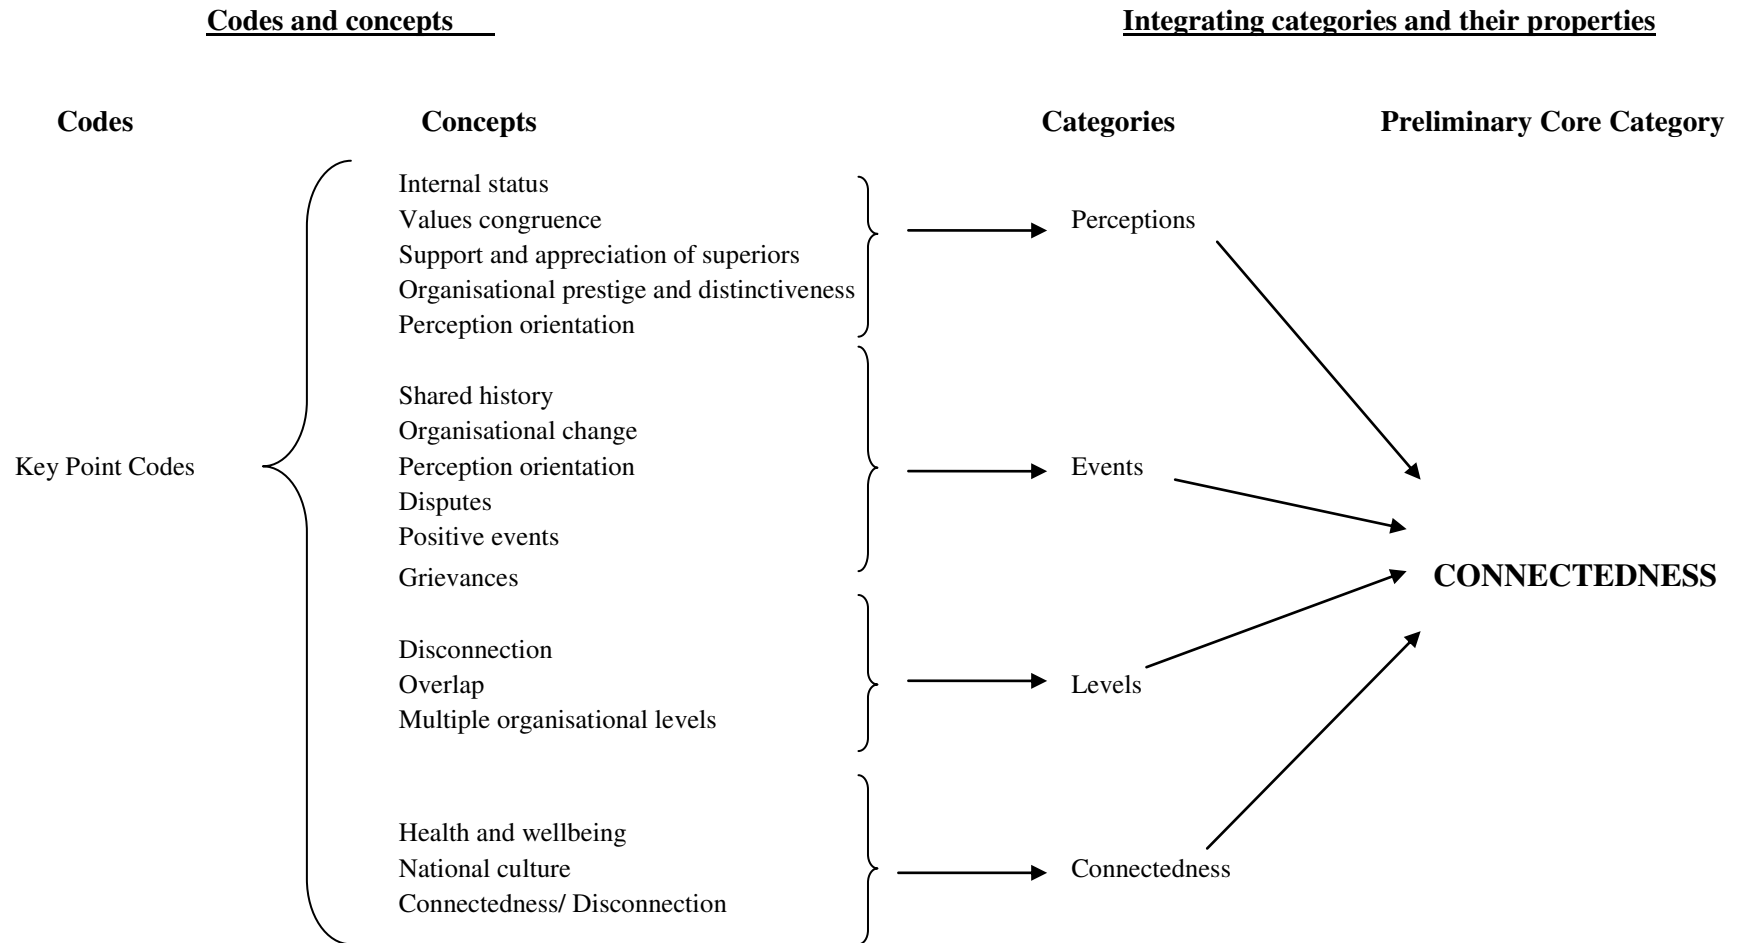 Codes and concepts
Integrating categories and their properties
Codes
Concepts
Categories
Preliminary Core Category
Internal status
Values congruence
Perceptions
Support and appreciation of superiors
Organisational prestige and distinctiveness
Perception orientation
Shared history
Organisational change
Key Point Codes
Perception orientation
Events
Disputes
Positive events
Grievances
CONNECTEDNESS
Disconnection
Overlap
Levels
Multiple organisational levels
Health and wellbeing
National culture
Connectedness
Connectedness/ Disconnection